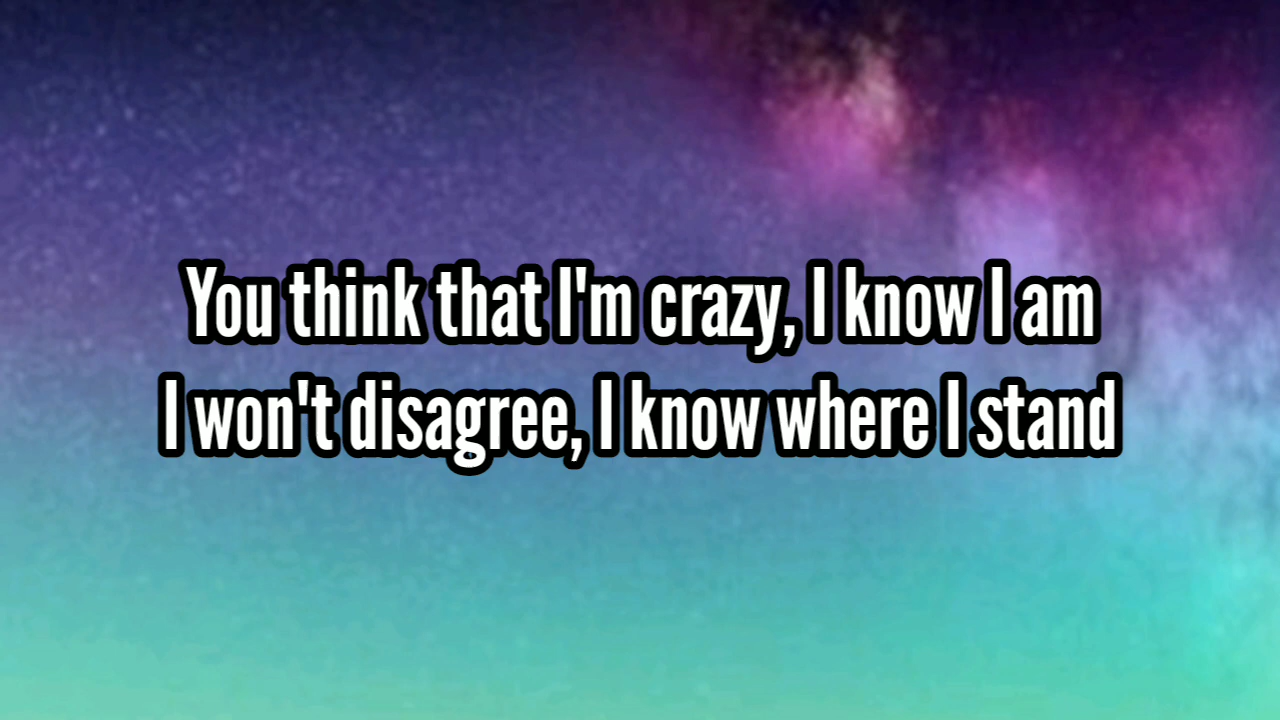 You think that I'm crazy, I know I am
I won't disagree, I know where I stand